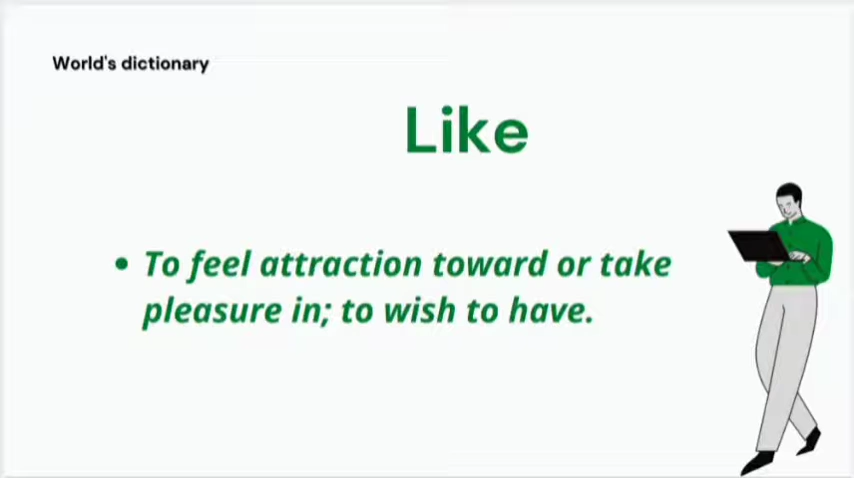 World's dictionary
Like
• To feel attraction toward or take
pleasure in; to wish to have.